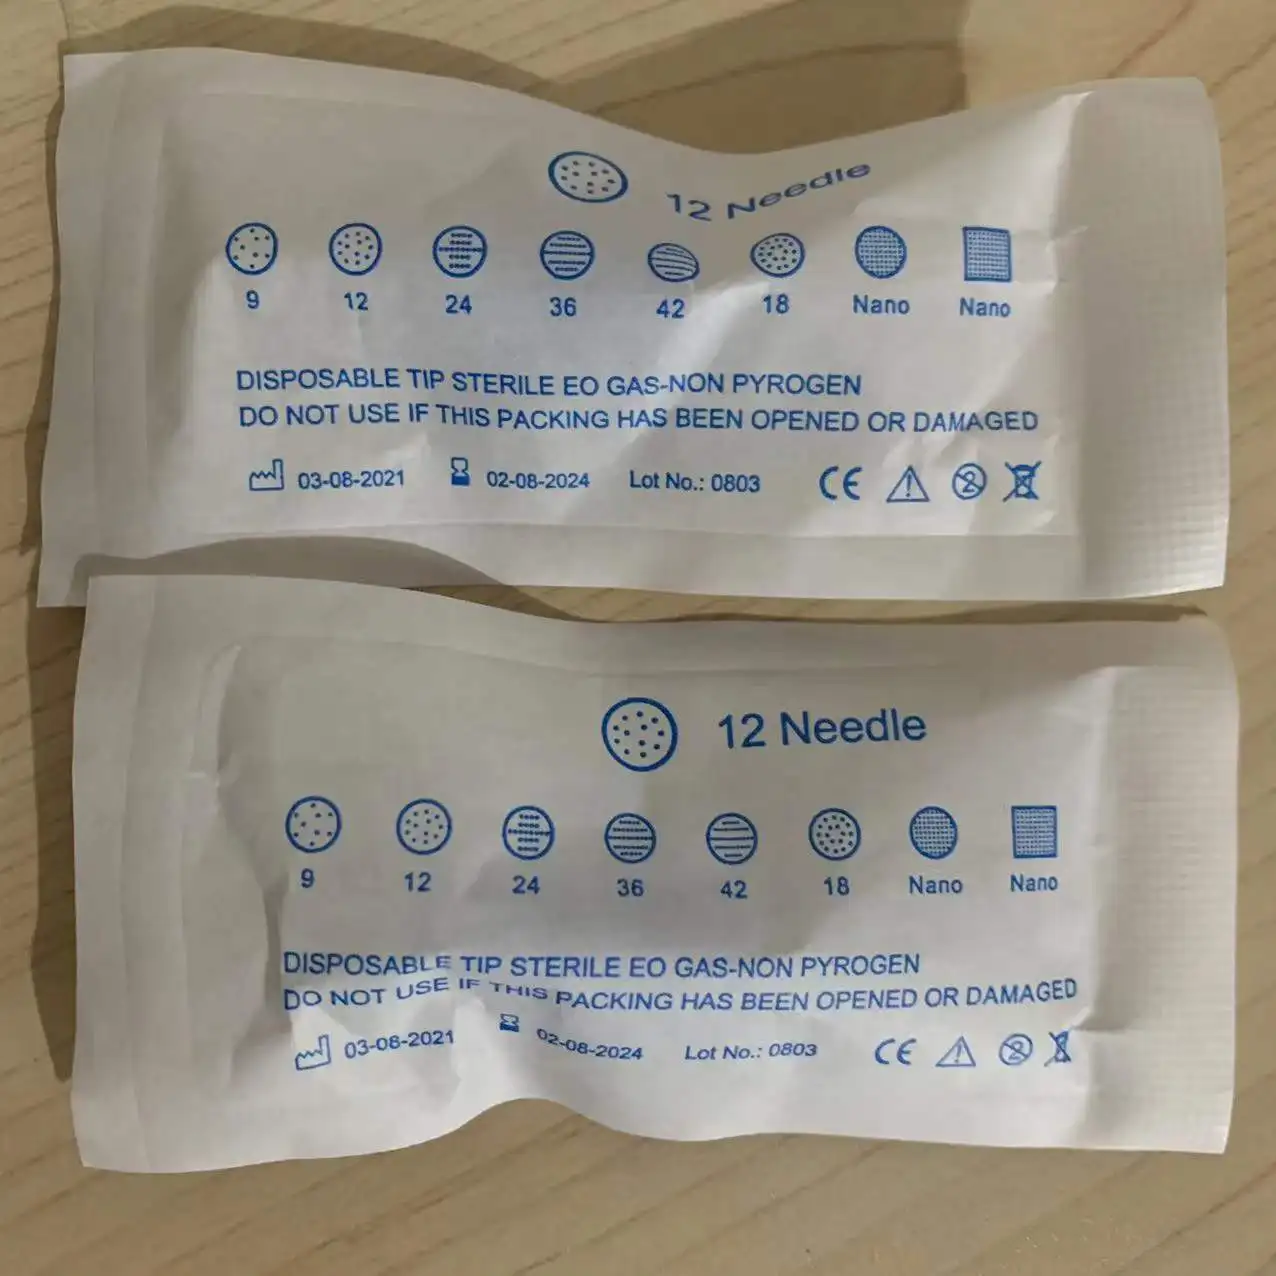 12 Needle
9 12 24 36 42 18 Nano Nano
DISPOSABLE TIP STERILE EO GAS-NON PYROGEN
DO NOT USE IF THIS PACKING HAS BEEN OPENED OR DAMAGED
03-08-2021 02-08-2024 Lot No.: 0803 CE
12 Needle
9 12 24 36 42 18 Nano Nano
DISPOSABLE TIP STERILE EO GAS-NON PYROGEN
DO NOT USE IF THIS PACKING HAS BEEN OPENED OR DAMAGED
03-08-2021 02-08-2024 Lot No.: 0803 CE